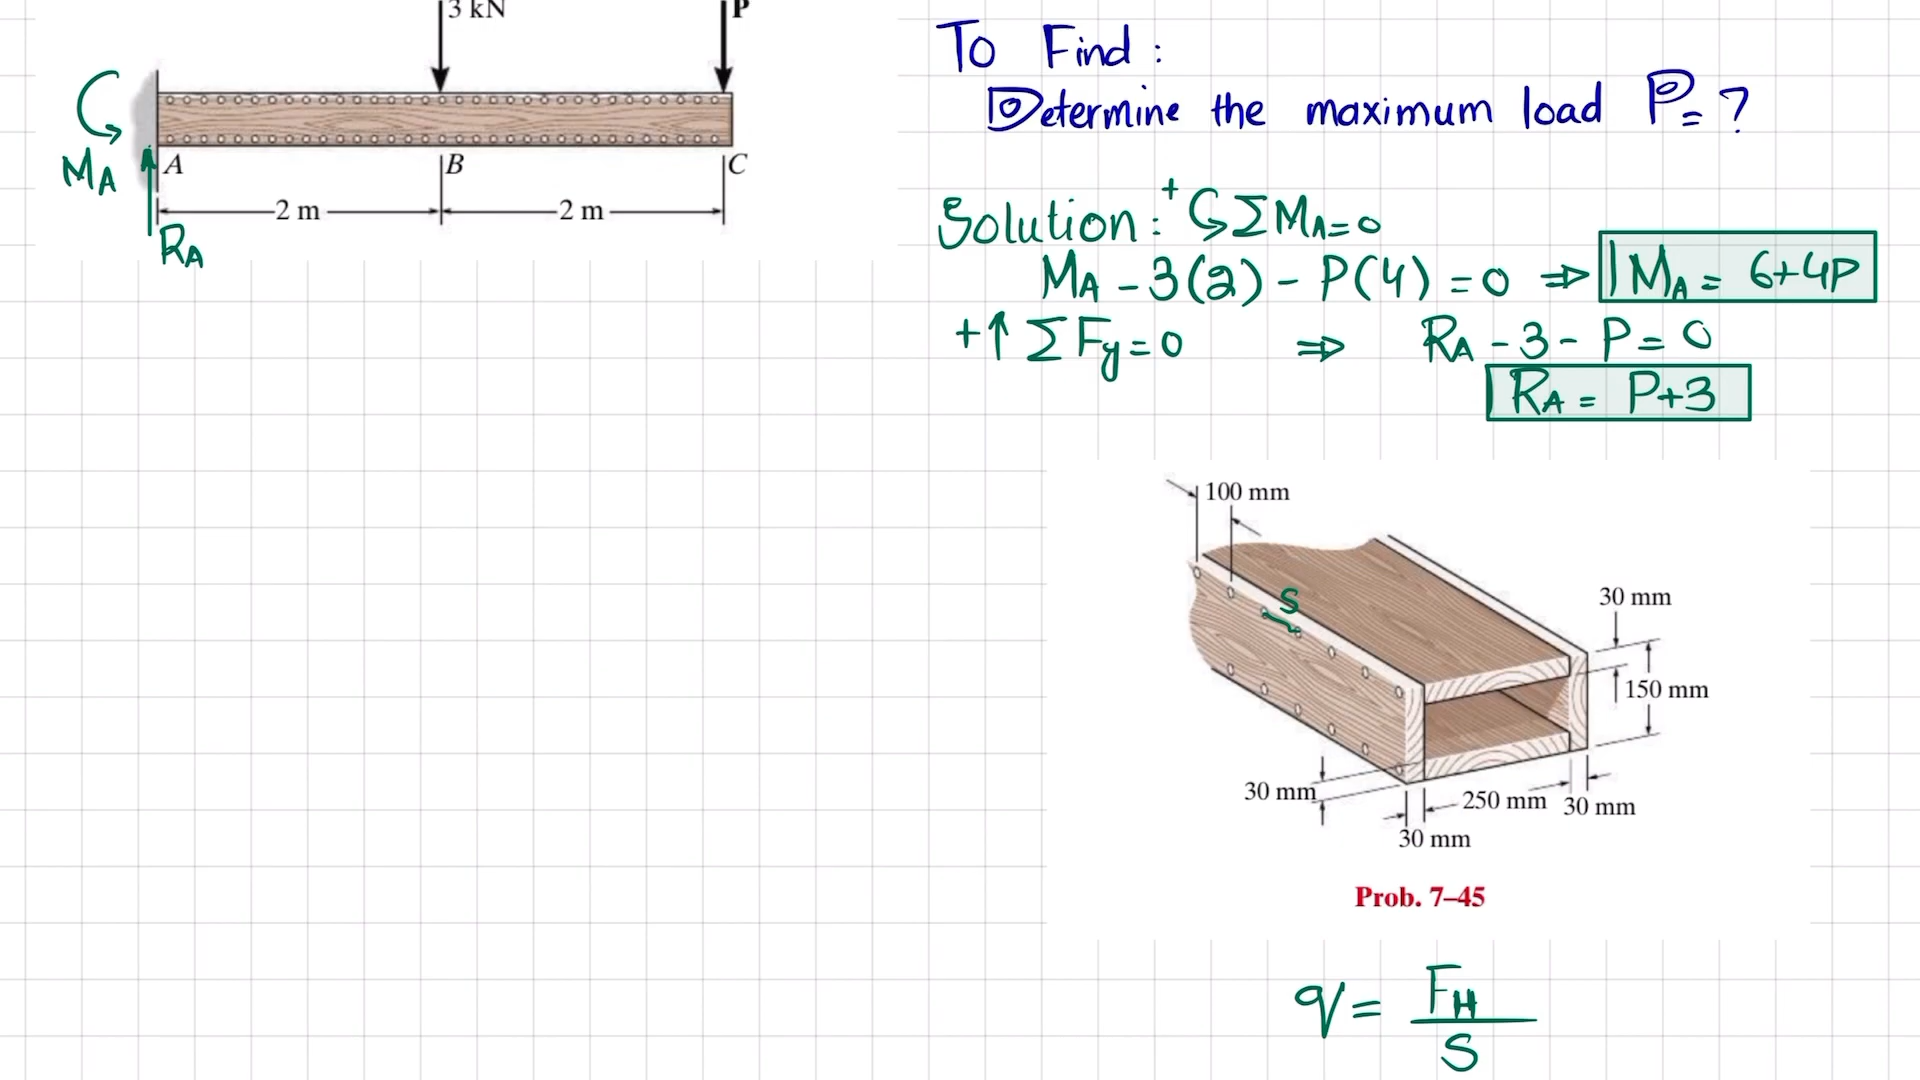 3 kN
P
MA
A
B
C
2 m
2 m
RA
To Find :
Determine the maximum load P = ?
Solution : + ↺ ΣMA = 0
MA - 3(2) - P(4) = 0 ⇒ MA = 6+4P
+↑ ΣFy = 0 ⇒ RA - 3 - P = 0
RA = P+3
100 mm
S
30 mm
150 mm
30 mm
250 mm
30 mm
30 mm
Prob. 7–45
q = FH / S